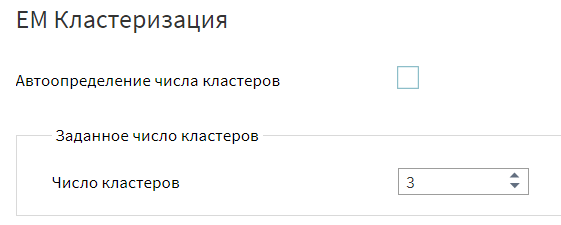 EM Кластеризация
Автоопределение числа кластеров
Заданное число кластеров
Число кластеров 3